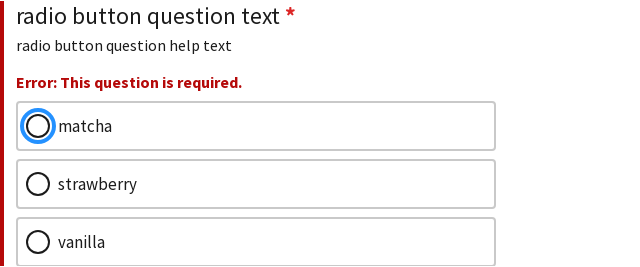 radio button question text *
radio button question help text
Error: This question is required.
matcha
strawberry
vanilla